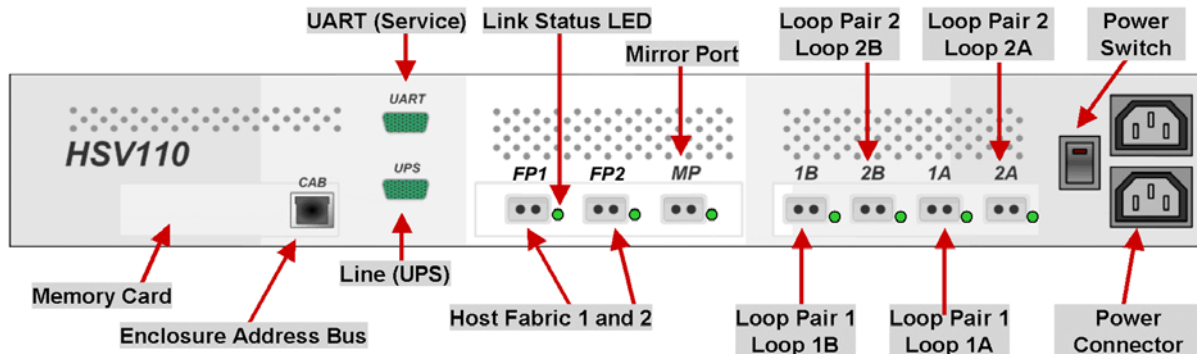 UART (Service)
Link Status LED
Mirror Port
Loop Pair 2
Loop 2B
Loop Pair 2
Loop 2A
Power
Switch
UART
HSV110
UPS
CAB
FP1
FP2
MP
1B
2B
1A
2A
Memory Card
Enclosure Address Bus
Line (UPS)
Host Fabric 1 and 2
Loop Pair 1
Loop 1B
Loop Pair 1
Loop 1A
Power
Connector